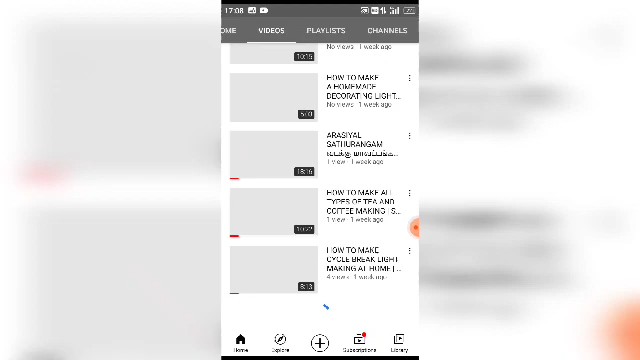 17:08
OME VIDEOS PLAYLISTS CHANNELS
No views · 1 week ago
10:15
HOW TO MAKE
A HOMEMADE
DECORATING LIGHT...
No views · 1 week ago
5:03
ARASIYAL
SATHURANGAM
1 view · 1 week ago
18:16
HOW TO MAKE ALL
TYPES OF TEA AND
COFFEE MAKING | S...
1 view · 1 week ago
10:22
HOW TO MAKE
CYCLE BREAK LIGHT
MAKING AT HOME | ...
4 views · 1 week ago
8:13
Home Explore Subscriptions Library